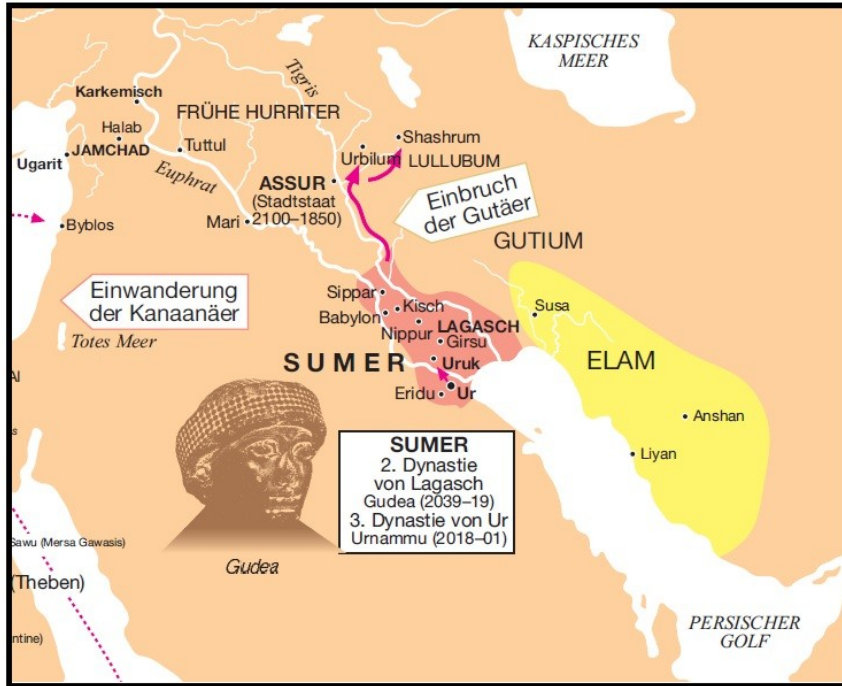 KASPISCHES
MEER
Tigris
Karkemisch
FRÜHE HURRITER
Halab
Shashrum
Ugarit
JAMCHAD
Tuttul
Urbilum
LULLUBUM
Euphrat
ASSUR
(Stadtstaat
2100–1850)
Einbruch
der Gutäer
Mari
Byblos
GUTIUM
Einwanderung
der Kanaanäer
Sippar
Kisch
Susa
Babylon
LAGASCH
Nippur
Girsu
Totes Meer
SUMER
Uruk
ELAM
Eridu
Ur
Anshan
SUMER
2. Dynastie
von Lagasch
Gudea (2039–19)
3. Dynastie von Ur
Urnammu (2018–01)
Liyan
Sawu (Mersa Gawasis)
Gudea
(Theben)
PERSISCHER
GOLF
ntine)